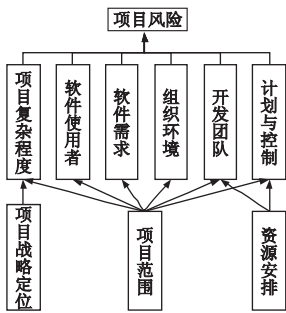 项目风险
项目复杂程度
软件使用者
软件需求
组织环境
开发团队
计划与控制
项目战略定位
项目范围
资源安排